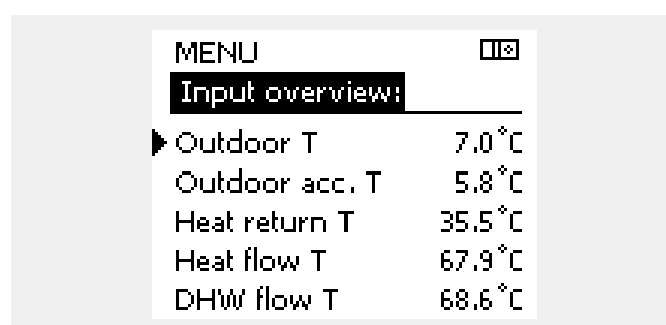 MENU
Input overview:
Outdoor T 7.0°C
Outdoor acc. T 5.8°C
Heat return T 35.5°C
Heat flow T 67.9°C
DHW flow T 68.6°C